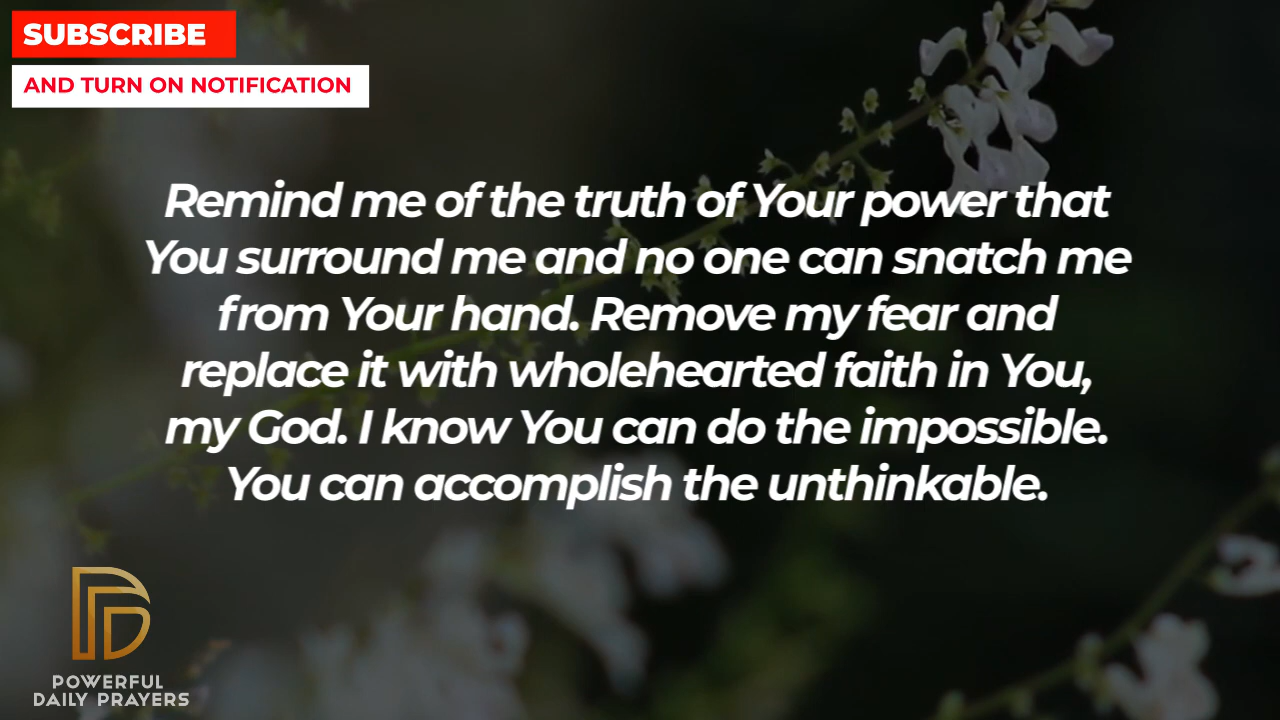 SUBSCRIBE
AND TURN ON NOTIFICATION
Remind me of the truth of Your power that
You surround me and no one can snatch me
from Your hand. Remove my fear and
replace it with wholehearted faith in You,
my God. I know You can do the impossible.
You can accomplish the unthinkable.
POWERFUL
DAILY PRAYERS